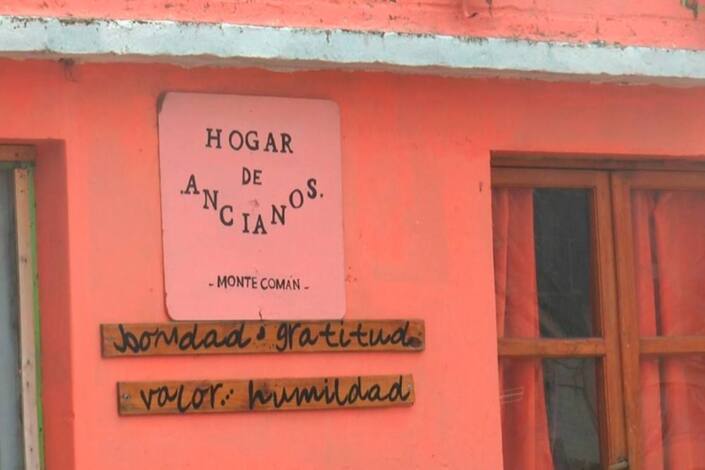 HOGAR
DE
.ANCIANOS.
- MONTE COMÁN -
bondad • gratitud
valor : humildad